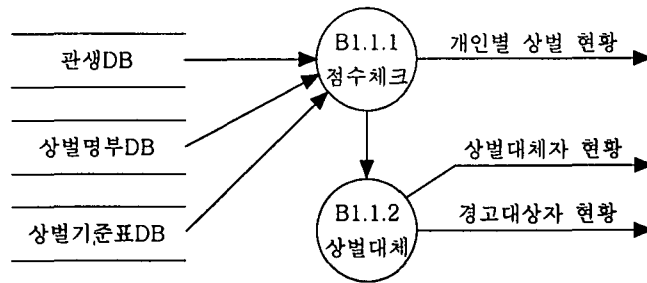 관생DB
상벌명부DB
상벌기준표DB
B1.1.1
점수체크
B1.1.2
상벌대체
개인별 상벌 현황
상벌대체자 현황
경고대상자 현황